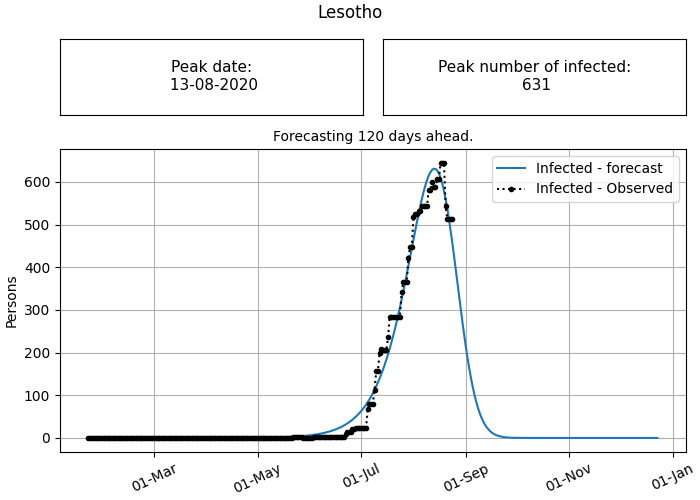 Lesotho
Peak date:
13-08-2020
Peak number of infected:
631
Forecasting 120 days ahead.
Infected - forecast
Infected - Observed
Persons
600
500
400
300
200
100
0
01-Mar
01-May
01-Jul
01-Sep
01-Nov
01-Jan